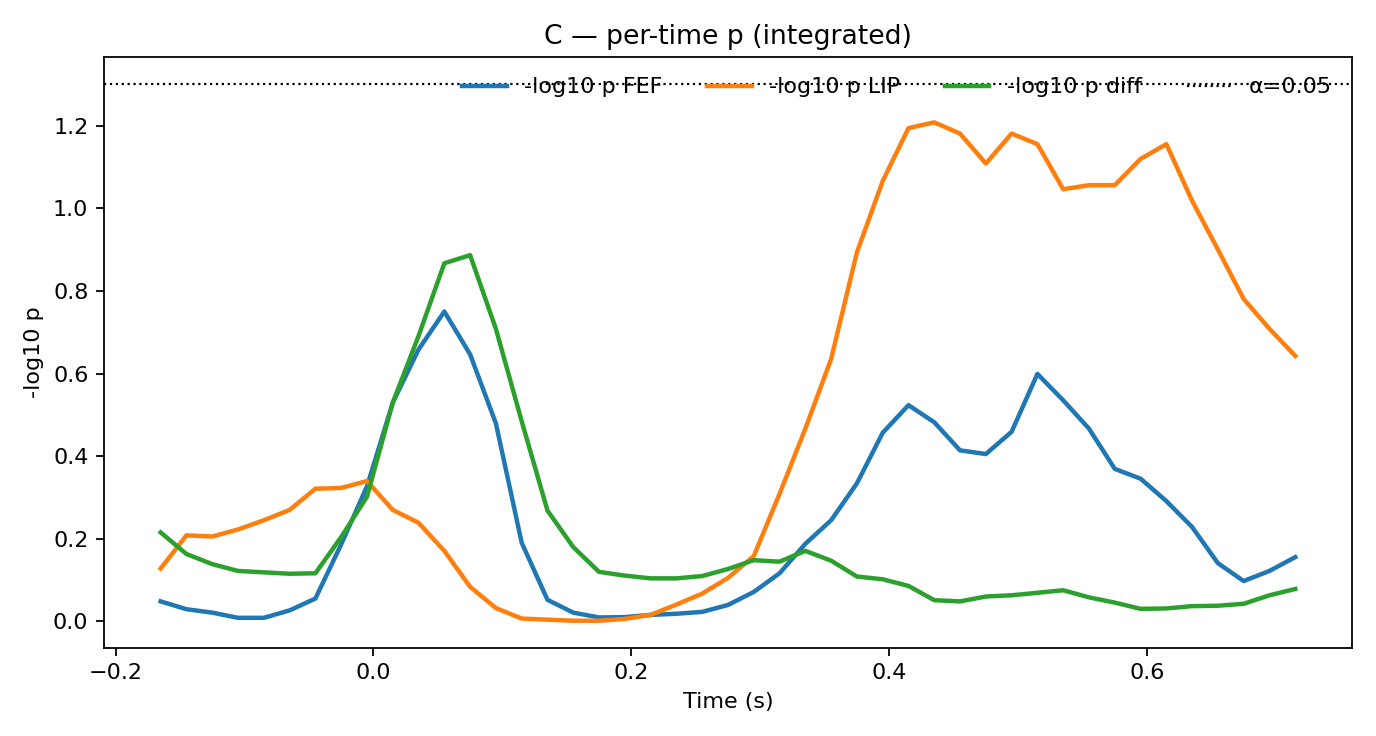 C — per-time p (integrated)
-log10 p FEF -log10 p LIP -log10 p diff α=0.05
1.2
1.0
0.8
0.6
0.4
0.2
0.0
-log10 p
−0.2 0.0 0.2 0.4 0.6
Time (s)